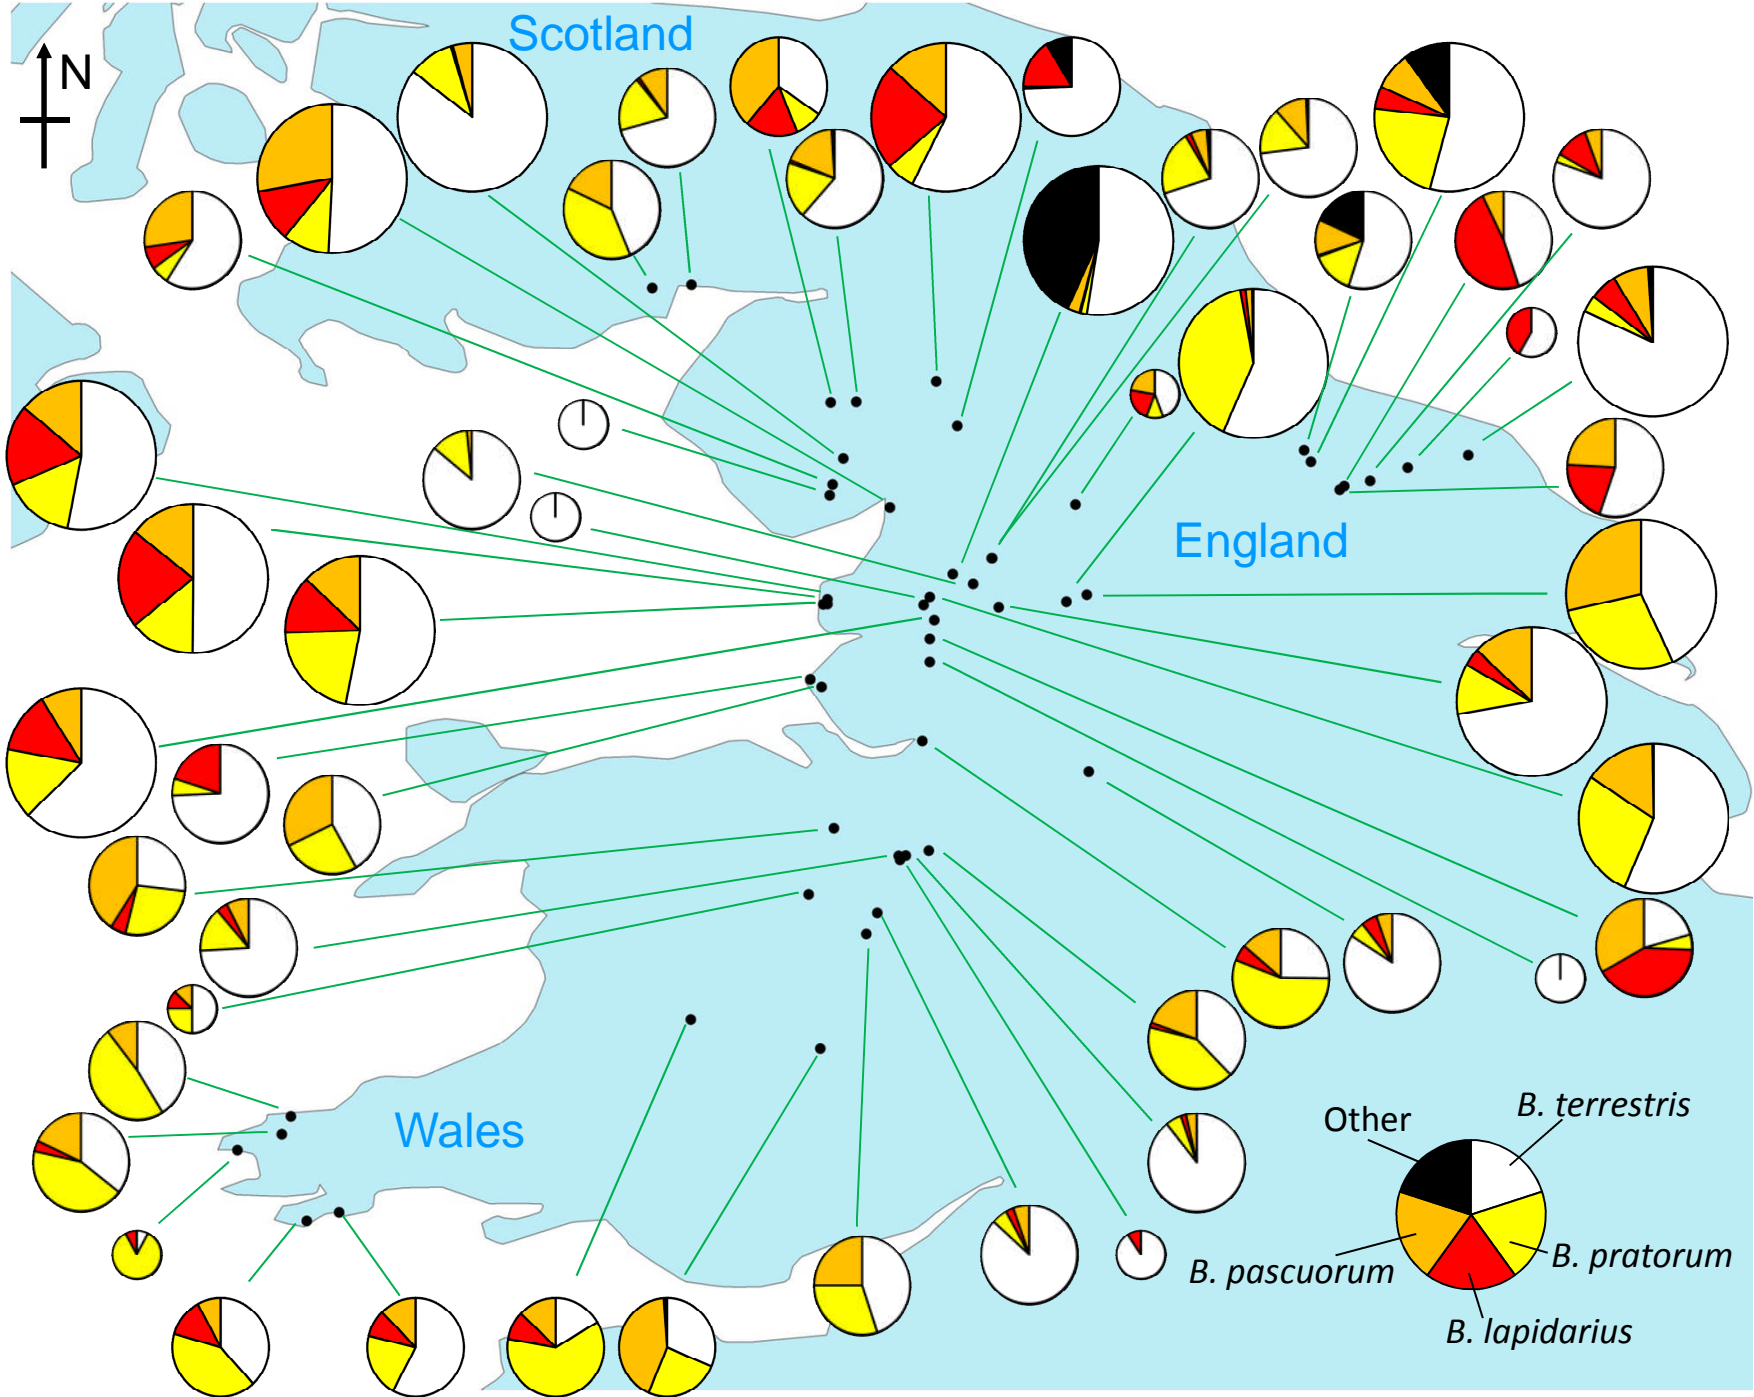 Scotland
N
England
Wales
Other
B. terrestris
B. pascuorum
B. pratorum
B. lapidarius